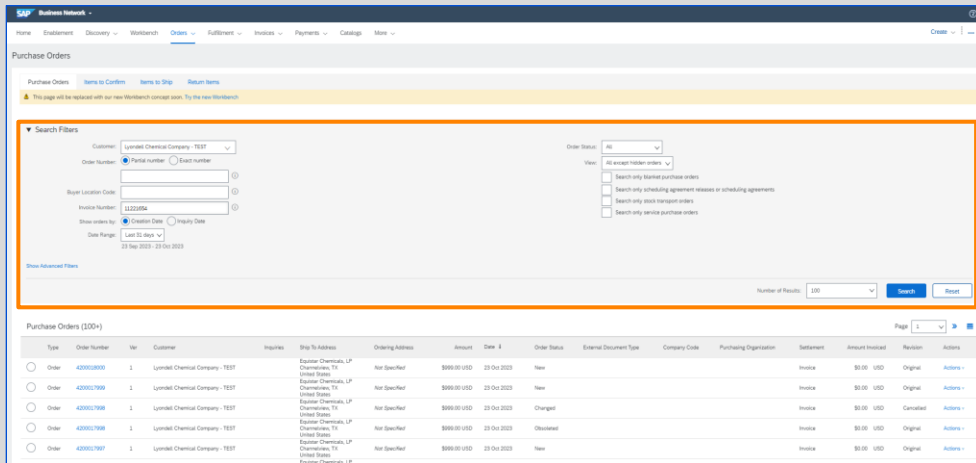 SAP Business Network
Home Enablement Discovery Workbench Orders Fulfillment Invoices Payments Catalogs More Create
Purchase Orders
Purchase Orders Items to Confirm Items to Ship Return Items
This page will be replaced with our new Workbench concept soon. Try the new Workbench
Search Filters
Customer: Lyondell Chemical Company - TEST Order Status: All
Order Number: Partial number Exact number View: All except hidden orders
Search only blanket purchase orders
Buyer Location Code: Search only scheduling agreement releases or scheduling agreements
Invoice Number: 11221654 Search only stock transport orders
Show orders by: Creation Date Inquiry Date Search only service purchase orders
Date Range: Last 31 days
23 Sep 2023 - 23 Oct 2023
Show Advanced Filters
Number of Results: 100 Search Reset
Purchase Orders (100+) Page 1
Type Order Number Ver Customer Inquiries Ship To Address Ordering Address Amount Date Order Status External Document Type Company Code Purchasing Organization Settlement Amount Invoiced Revision Actions
Equistar Chemicals, LP
Order 4200018000 1 Lyondell Chemical Company - TEST Channelview, TX Not Specified $999.00 USD 23 Oct 2023 New Invoice $0.00 USD Original Actions
United States
Equistar Chemicals, LP
Order 4200017999 1 Lyondell Chemical Company - TEST Channelview, TX Not Specified $999.00 USD 23 Oct 2023 New Invoice $0.00 USD Original Actions
United States
Equistar Chemicals, LP
Order 4200017998 1 Lyondell Chemical Company - TEST Channelview, TX Not Specified $999.00 USD 23 Oct 2023 Changed Invoice $0.00 USD Cancelled Actions
United States
Equistar Chemicals, LP
Order 4200017998 1 Lyondell Chemical Company - TEST Channelview, TX Not Specified $999.00 USD 23 Oct 2023 Obsoleted Invoice $0.00 USD Original Actions
United States
Equistar Chemicals, LP
Order 4200017997 1 Lyondell Chemical Company - TEST Channelview, TX Not Specified $999.00 USD 23 Oct 2023 New Invoice $0.00 USD Original Actions
United States
Equistar Chemicals, LP